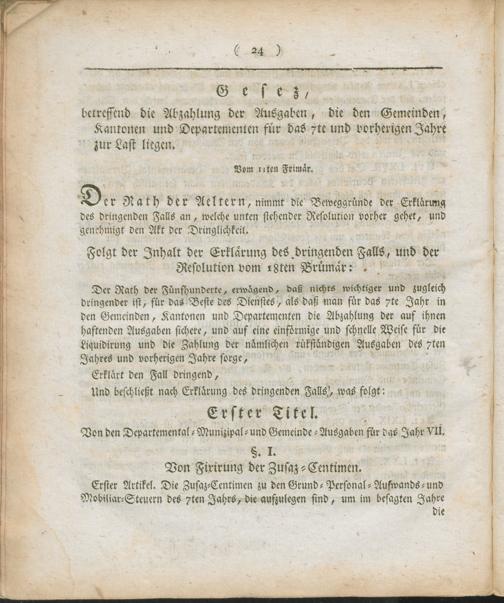 ( 24 )
Gesez,
betreffend die Abzahlung der Ausgaben, die den Gemeinden,
Kantonen und Departementen für das 7te und vorherigen Jahre
zur Last liegen.
Vom 11ten Frimär.
Der Rath der Aeltern, nimmt die Beweggründe der Erklärung
des dringenden Falls an, welche unten stehender Resolution vorher gehet, und
genehmigt den Akt der Dringlichkeit.
Folgt der Inhalt der Erklärung des dringenden Falls, und der
Resolution vom 18ten Brümär:
Der Rath der Fünfhunderte, erwägend, daß nichts wichtiger und zugleich
dringender ist, für das Beste des Dienstes, als daß man für das 7te Jahr in
den Gemeinden, Kantonen und Departementen die Abzahlung der auf ihnen
haftenden Ausgaben sichere, und auf eine einförmige und schnelle Weise für die
Liquidirung und die Zahlung der nämlichen rükständigen Ausgaben des 7ten
Jahres und vorherigen Jahre sorge,
Erklärt den Fall dringend,
Und beschließt nach Erklärung des dringenden Falls, was folgt:
Erster Titel.
Von den Departemental-Munizipal-und Gemeinde-Ausgaben für das Jahr VII.
§. I.
Von Fixirung der Zusaz-Centimen.
Erster Artikel. Die Zusaz-Centimen zu den Grund-Personal-Aufwands-und
Mobiliar-Steuern des 7ten Jahrs, die aufzulegen sind, um im besagten Jahre
die